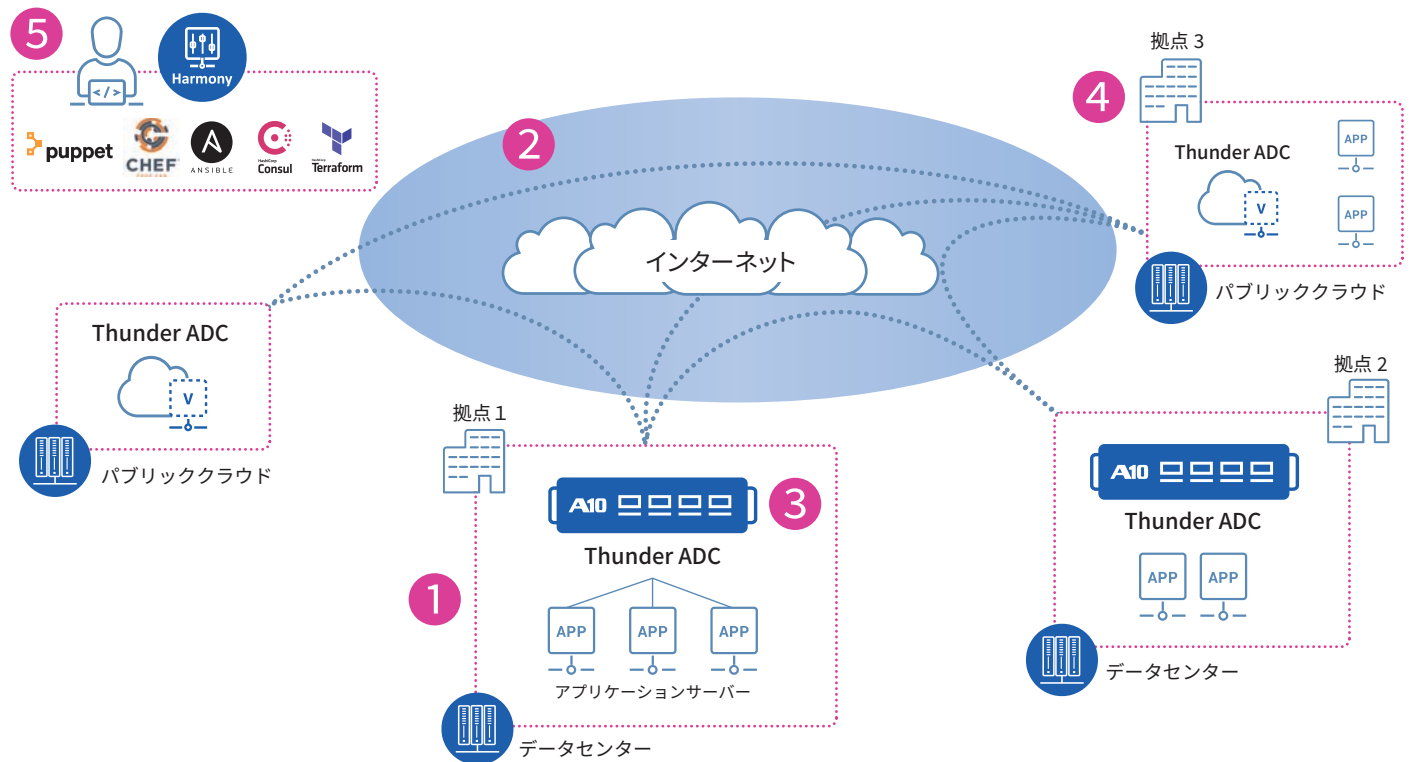 5
</>
Harmony
puppet
CHEF
ANSIBLE
HashiCorp
Consul
HashiCorp
Terraform
2
インターネット
拠点 3
4
Thunder ADC
V
APP
APP
パブリッククラウド
Thunder ADC
V
パブリッククラウド
拠点 1
A10
3
Thunder ADC
1
APP APP APP
アプリケーションサーバー
データセンター
拠点 2
A10
Thunder ADC
APP APP
データセンター